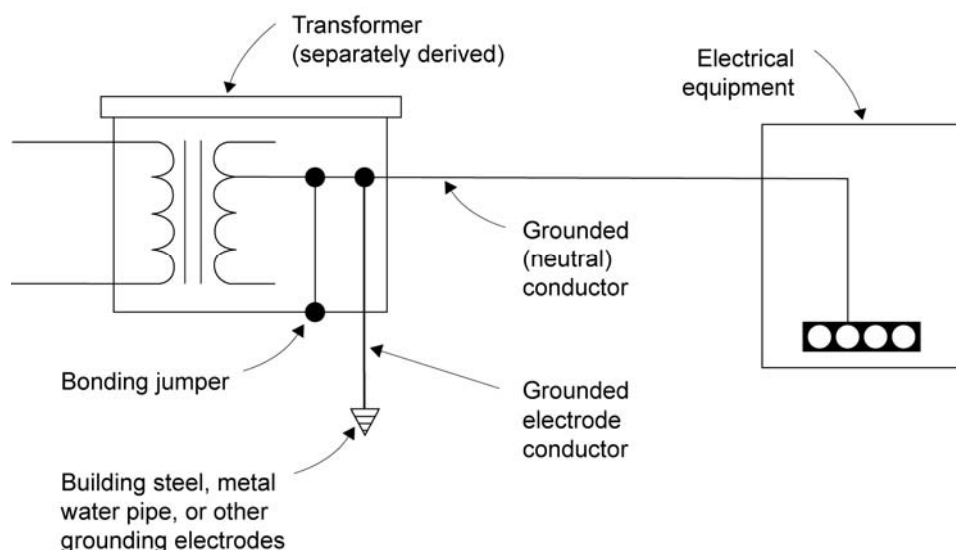 Transformer
(separately derived)
Electrical
equipment
Grounded
(neutral)
conductor
Bonding jumper
Grounded
electrode
conductor
Building steel, metal
water pipe, or other
grounding electrodes